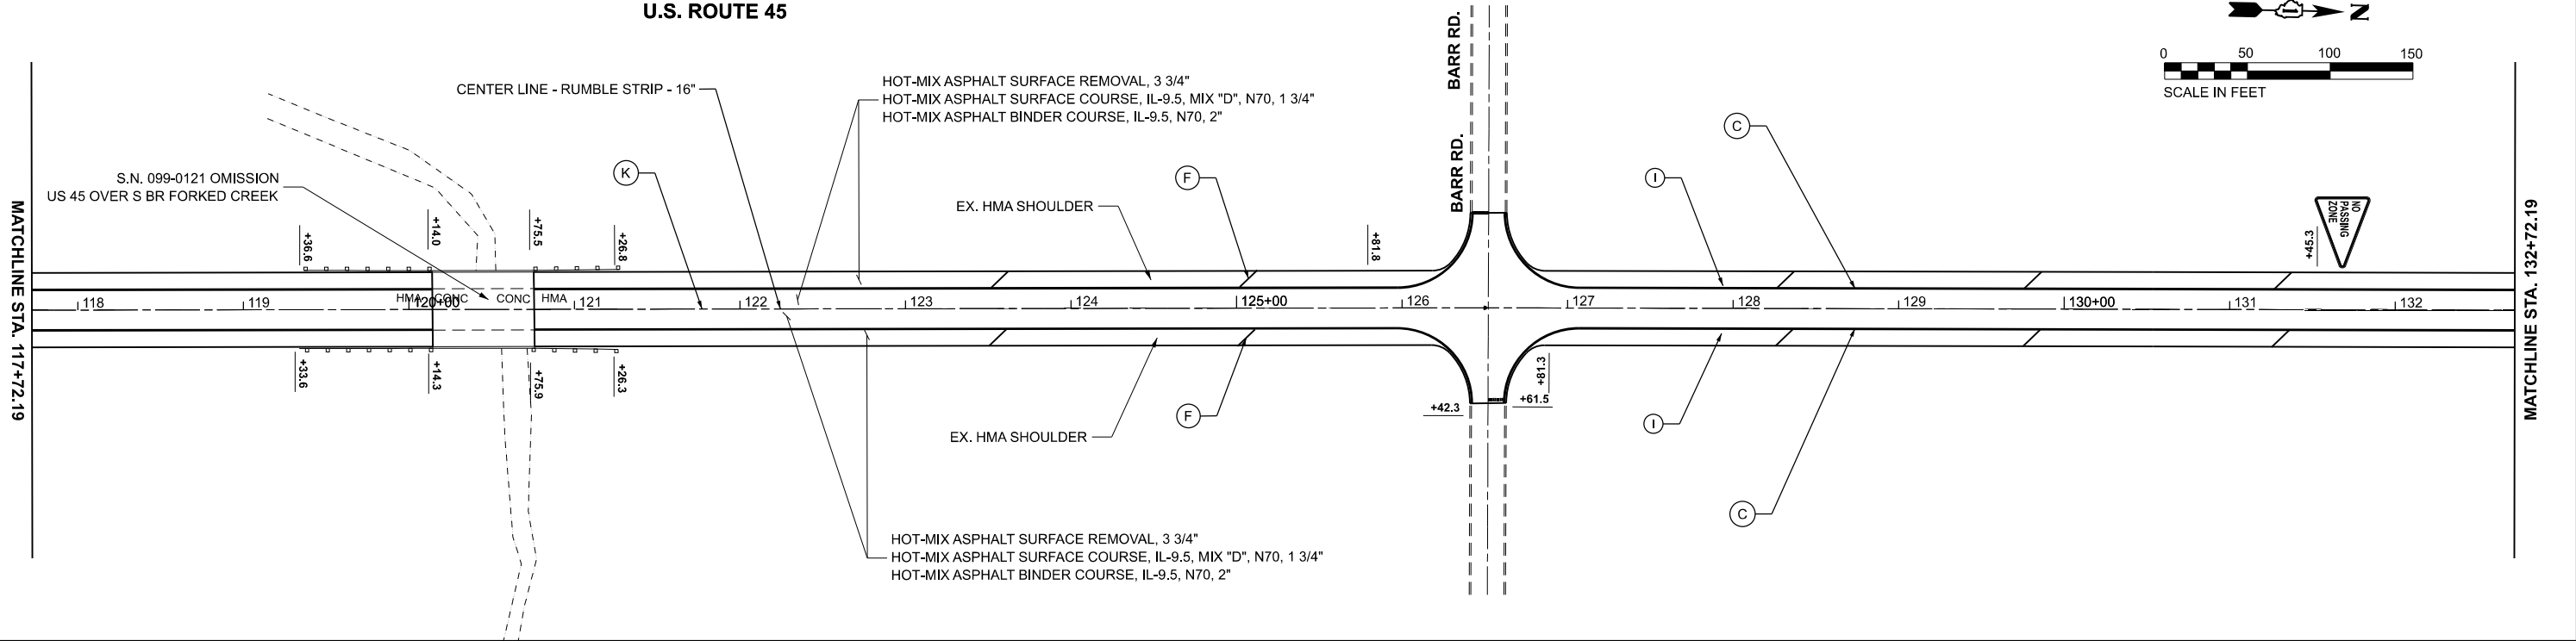 U.S. ROUTE 45
N
0 50 100 150
SCALE IN FEET
BARR RD.
BARR RD.
CENTER LINE - RUMBLE STRIP - 16"
HOT-MIX ASPHALT SURFACE REMOVAL, 3 3/4"
HOT-MIX ASPHALT SURFACE COURSE, IL-9.5, MIX "D", N70, 1 3/4"
HOT-MIX ASPHALT BINDER COURSE, IL-9.5, N70, 2"
S.N. 099-0121 OMISSION
US 45 OVER S BR FORKED CREEK
K
F
EX. HMA SHOULDER
I
C
NO
PASSING
ZONE
MATCHLINE STA. 117+72.19
MATCHLINE STA. 132+72.19
+36.6
+14.0
+75.5
+26.8
+81.8
+45.3
HMA CONC CONC HMA
118 119 120+00 121 122 123 124 125+00 126 127 128 129 130+00 131 132
+33.6
+14.3
+75.9
+26.3
+81.3
+42.3
+61.5
F
EX. HMA SHOULDER
I
C
HOT-MIX ASPHALT SURFACE REMOVAL, 3 3/4"
HOT-MIX ASPHALT SURFACE COURSE, IL-9.5, MIX "D", N70, 1 3/4"
HOT-MIX ASPHALT BINDER COURSE, IL-9.5, N70, 2"